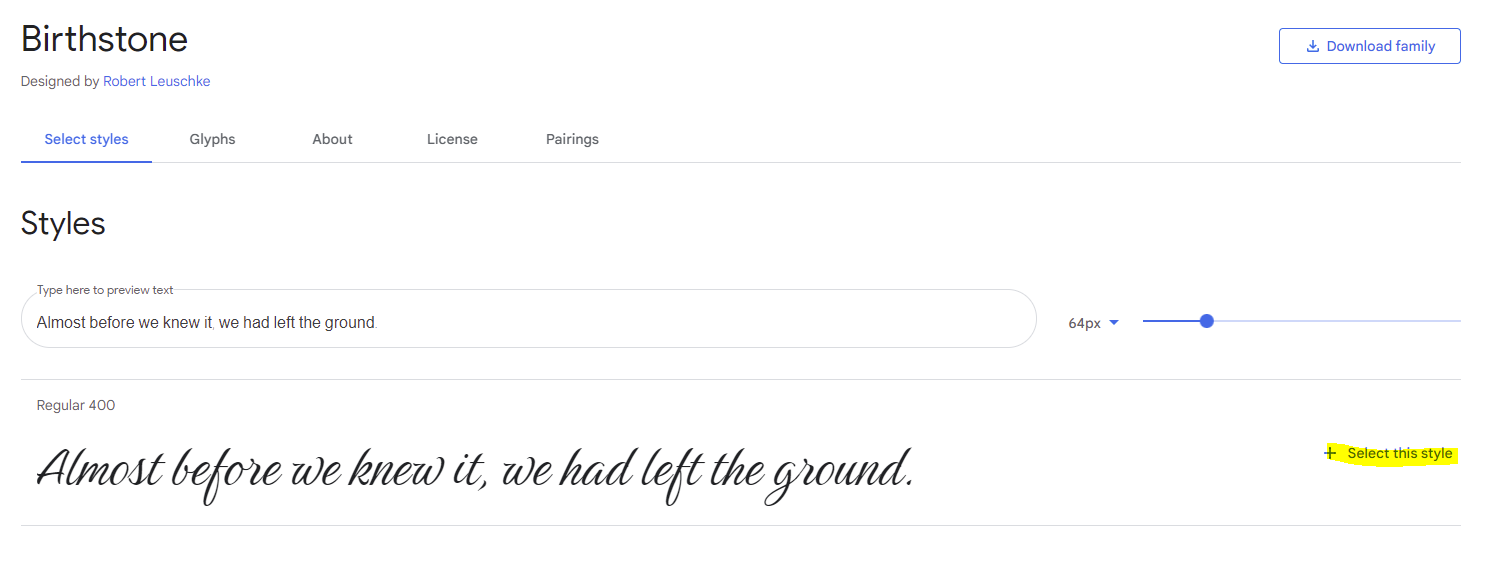 Birthstone
Download family
Designed by Robert Leuschke
Select styles Glyphs About License Pairings
Styles
Type here to preview text
Almost before we knew it, we had left the ground.
64px
Regular 400
Almost before we knew it, we had left the ground.
+ Select this style